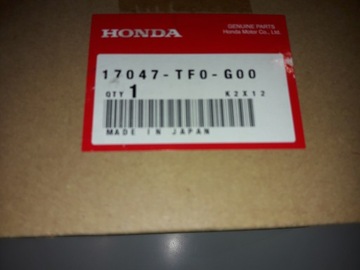 HONDA
GENUINE PARTS
Honda Motor Co., Ltd.
17047-TF0-G00
QTY 1 K2X12
MADE IN JAPAN